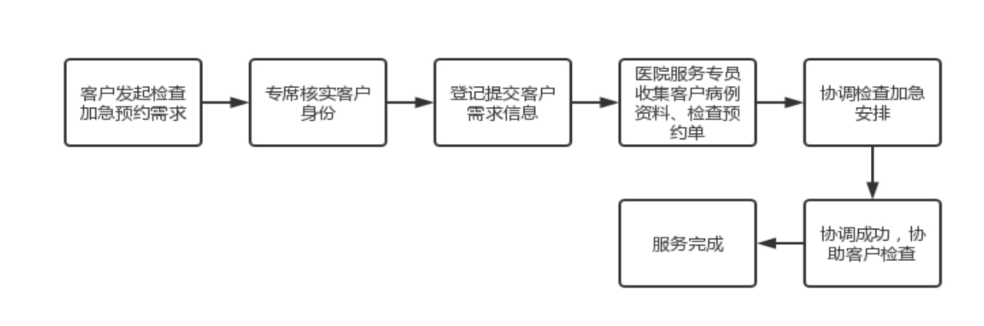 客户发起检查
加急预约需求
专席核实客户
身份
登记提交客户
需求信息
医院服务专员
收集客户病例
资料、检查预
约单
协调检查加急
安排
协调成功，协
助客户检查
服务完成